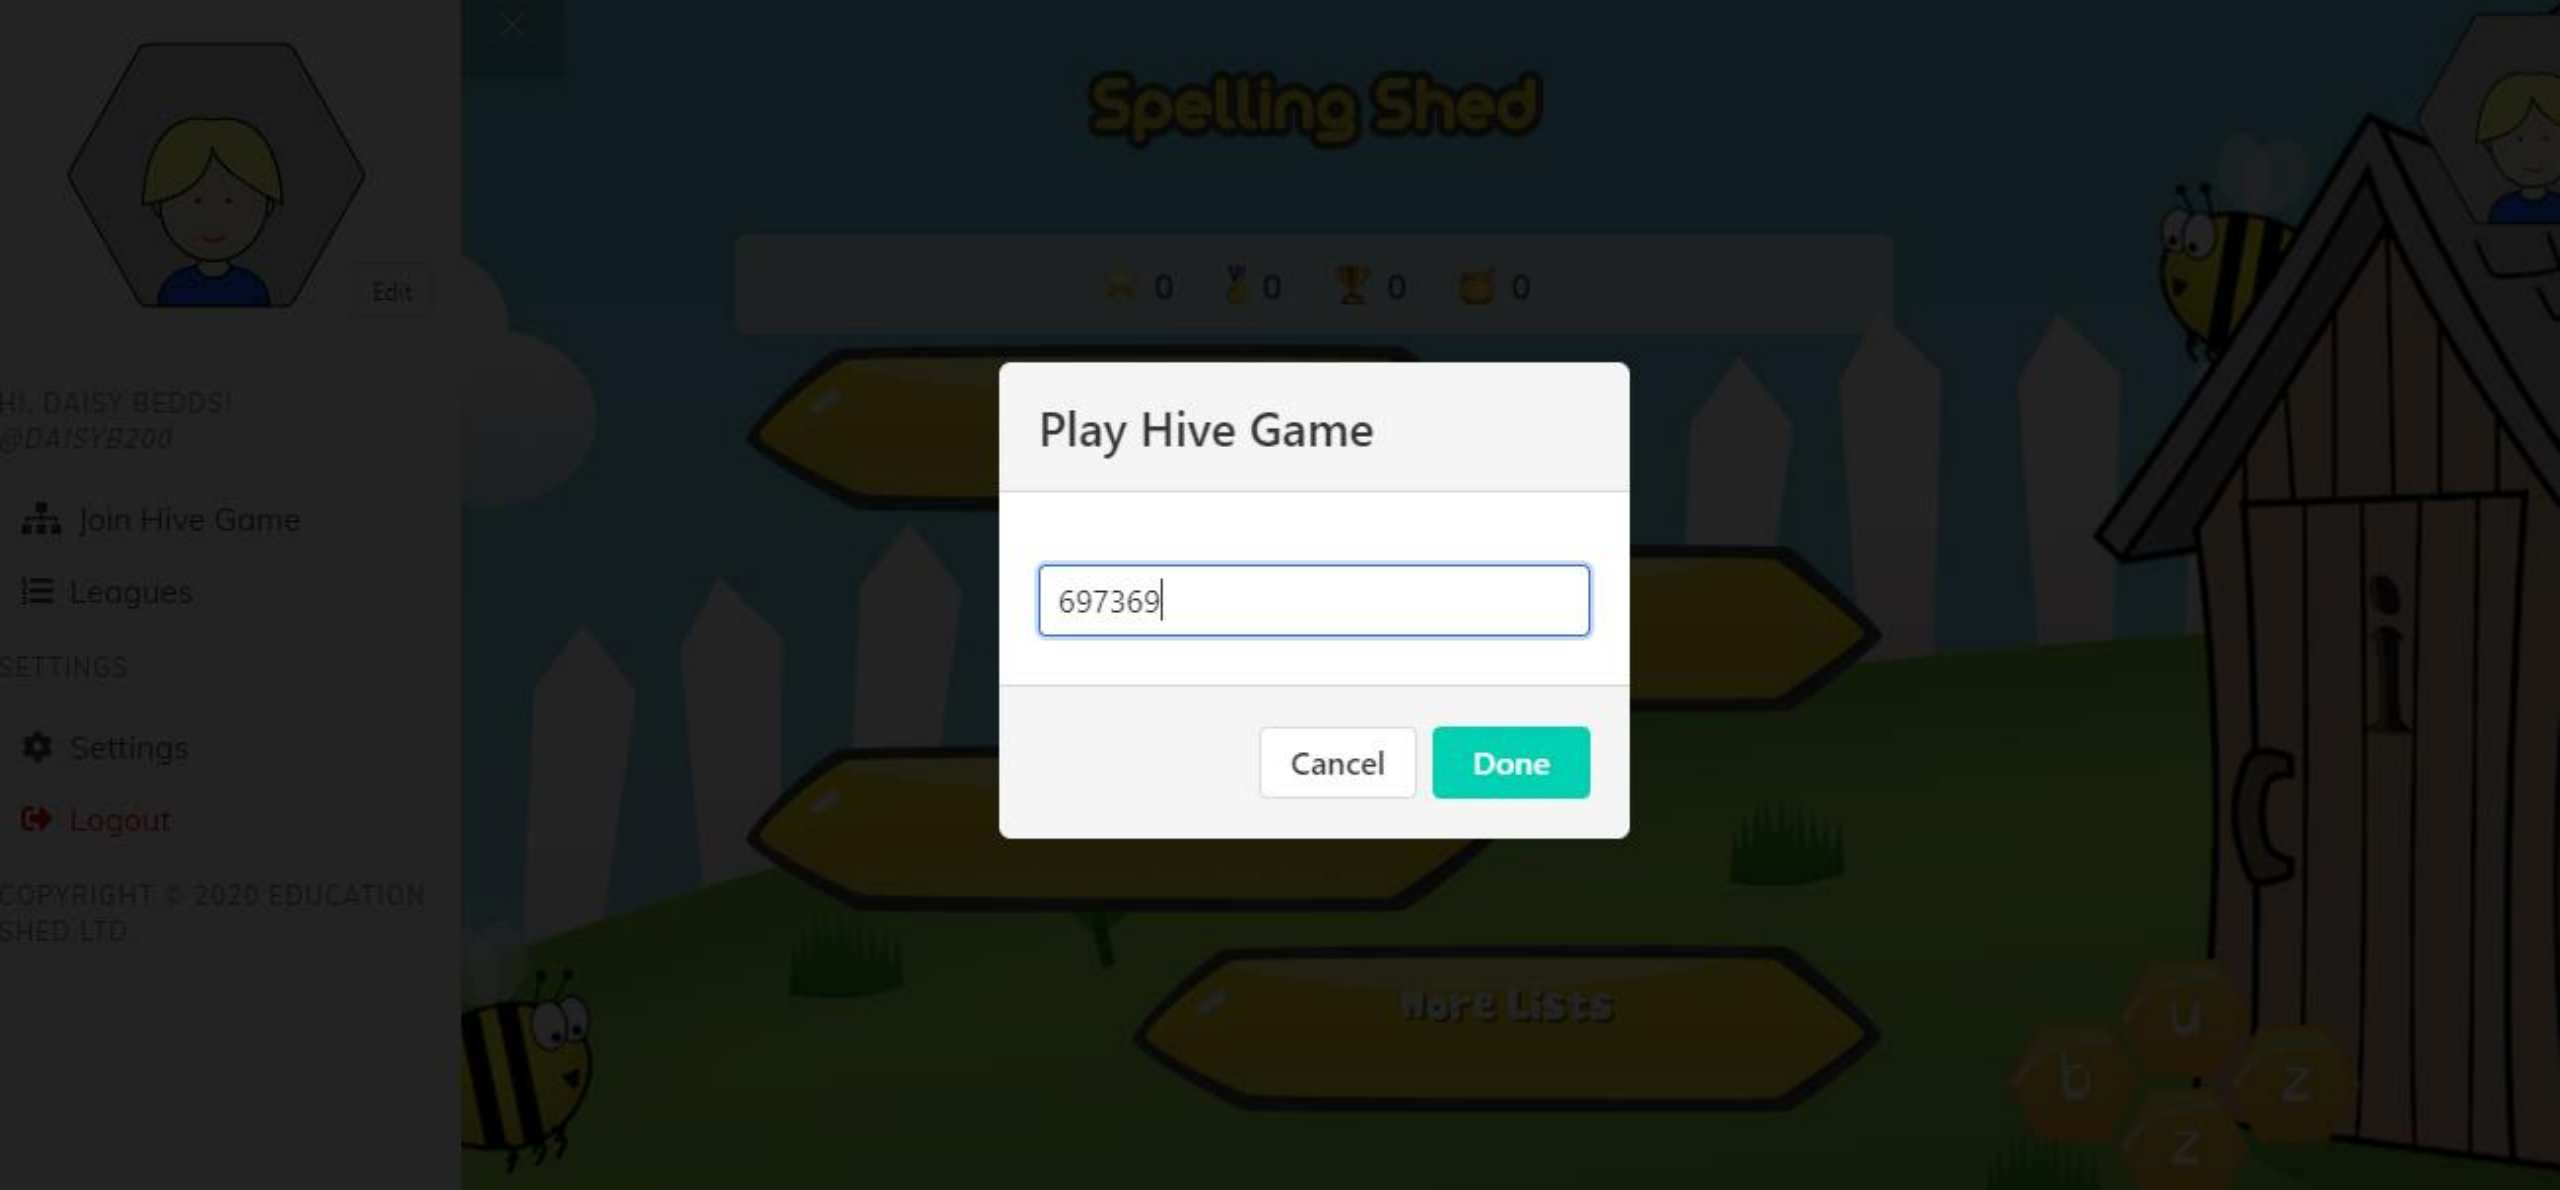 Spelling Shed
Edit
0 0 0 0
HI, DAISY BEDDS!
@DAISYB200
Join Hive Game
Leagues
SETTINGS
Settings
Logout
COPYRIGHT © 2020 EDUCATION
SHED LTD
Play Hive Game
697369
Cancel
Done
More Lists
i
u
b
z
z